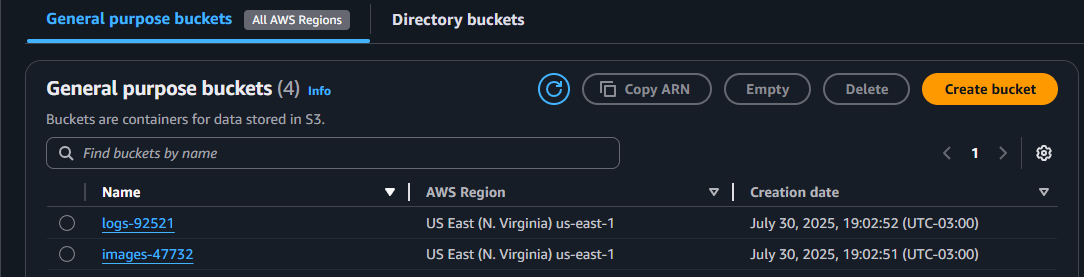 General purpose buckets All AWS Regions Directory buckets
General purpose buckets (4) Info Copy ARN Empty Delete Create bucket
Buckets are containers for data stored in S3.
Find buckets by name 1
Name AWS Region Creation date
logs-92521 US East (N. Virginia) us-east-1 July 30, 2025, 19:02:52 (UTC-03:00)
images-47732 US East (N. Virginia) us-east-1 July 30, 2025, 19:02:51 (UTC-03:00)